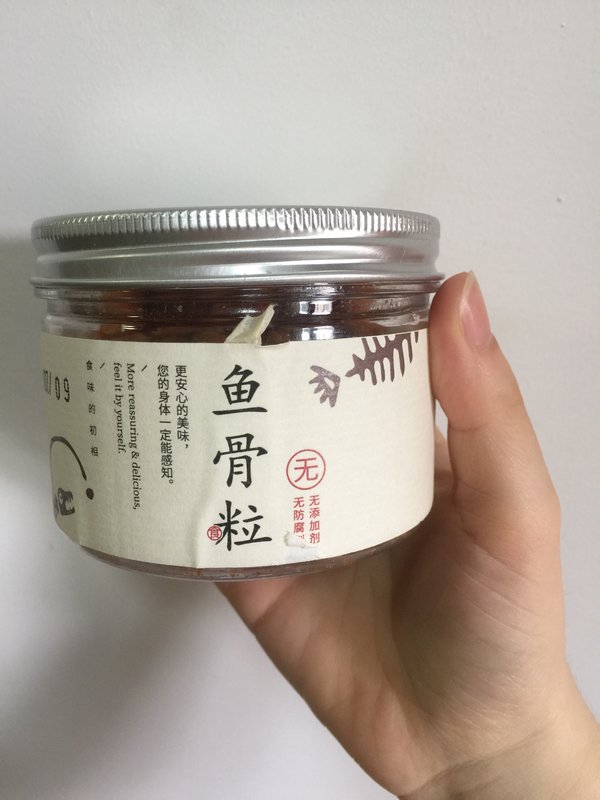 鱼骨粒
食
无
无添加剂
无防腐
更安心的美味，
您的身体一定能感知。
More reassuring & delicious,
feel it by yourself.
食味的初相
09